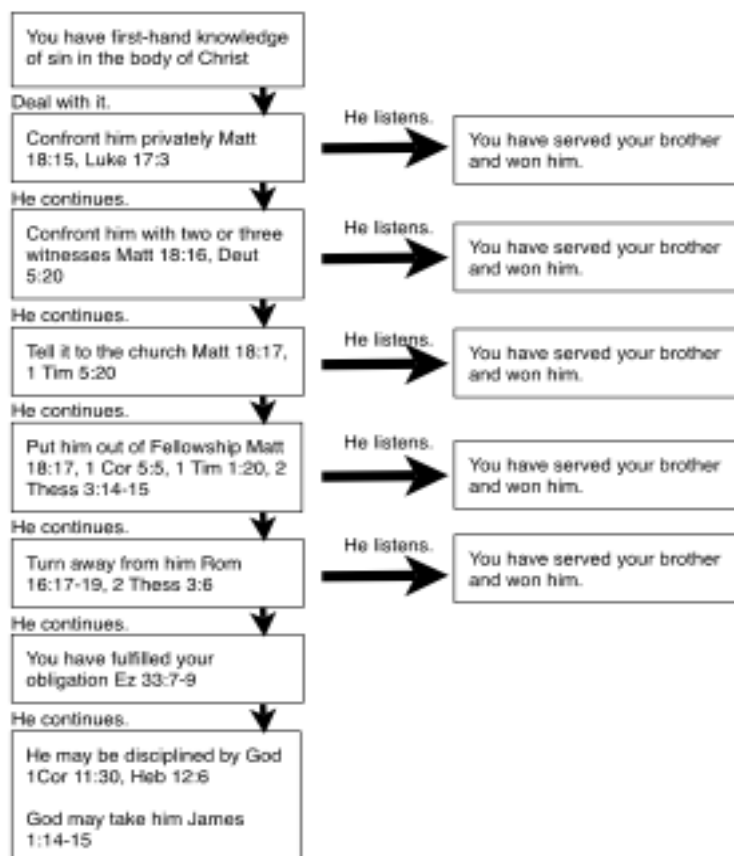 You have first-hand knowledge
of sin in the body of Christ
Deal with it.
Confront him privately Matt
18:15, Luke 17:3
He listens.
You have served your brother
and won him.
He continues.
Confront him with two or three
witnesses Matt 18:16, Deut
5:20
He listens.
You have served your brother
and won him.
He continues.
Tell it to the church Matt 18:17,
1 Tim 5:20
He listens.
You have served your brother
and won him.
He continues.
Put him out of Fellowship Matt
18:17, 1 Cor 5:5, 1 Tim 1:20, 2
Thess 3:14-15
He listens.
You have served your brother
and won him.
He continues.
Turn away from him Rom
16:17-19, 2 Thess 3:6
He listens.
You have served your brother
and won him.
He continues.
You have fulfilled your
obligation Ez 33:7-9
He continues.
He may be disciplined by God
1Cor 11:30, Heb 12:6
God may take him James
1:14-15